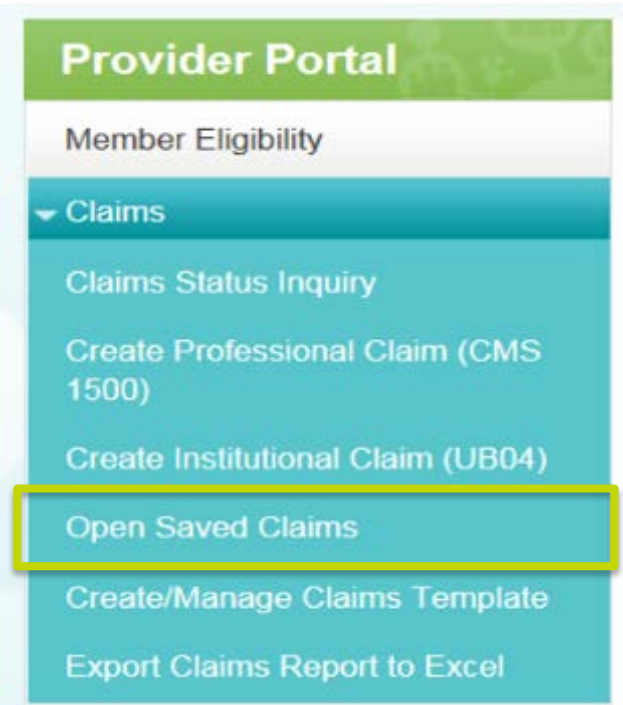 Provider Portal
Member Eligibility
Claims
Claims Status Inquiry
Create Professional Claim (CMS
1500)
Create Institutional Claim (UB04)
Open Saved Claims
Create/Manage Claims Template
Export Claims Report to Excel